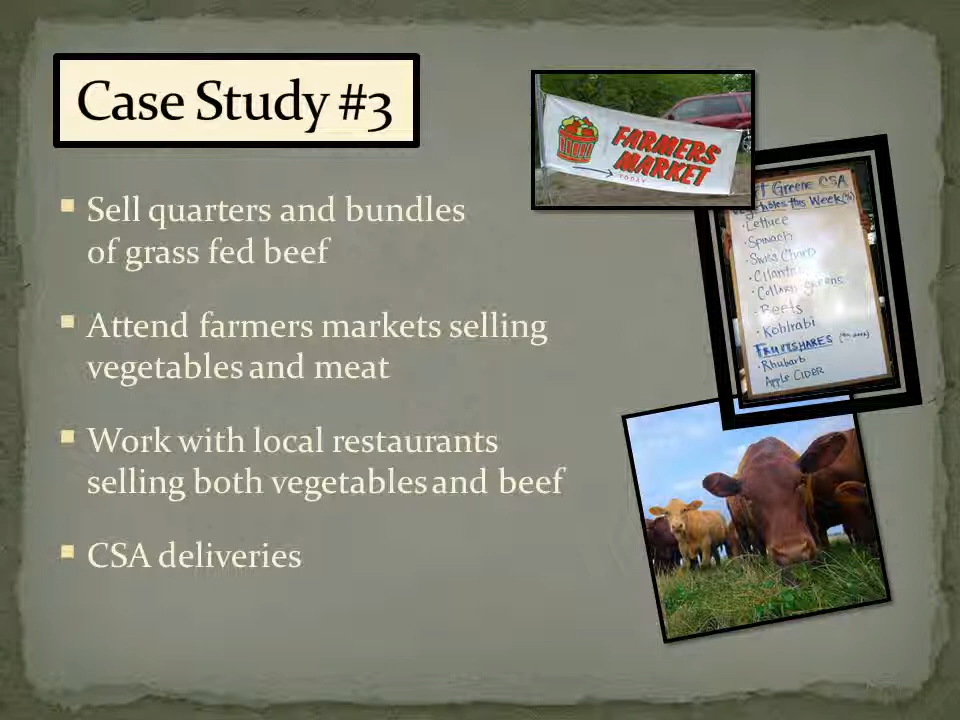 Case Study #3
Sell quarters and bundles
of grass fed beef
Attend farmers markets selling
vegetables and meat
Work with local restaurants
selling both vegetables and beef
CSA deliveries
FARMERS
MARKET
TODAY
Greene CSA
this Week
Lettuce
Spinach
Swiss Chard
Cilantro
Collard greens
Beets
Kohlrabi
FRUITSHARES
Rhubarb
Apple CIDER